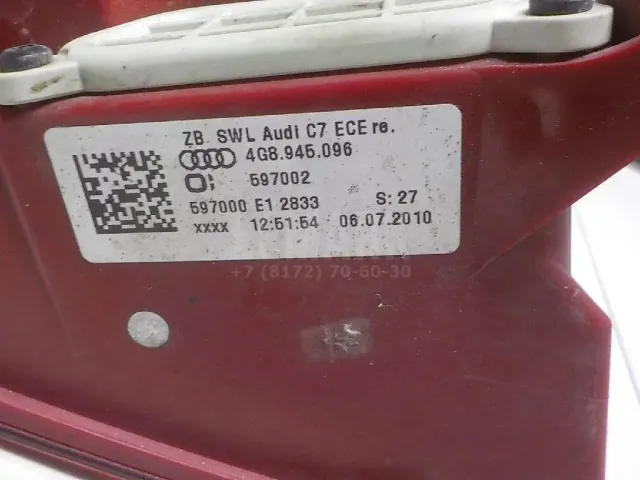 ZB SWL Audi C7 ECE re.
4G8.945.096
597002
597000 E1 2833 S: 27
xxxx 12:51:54 06.07.2010
+7 (8172) 70-60-30